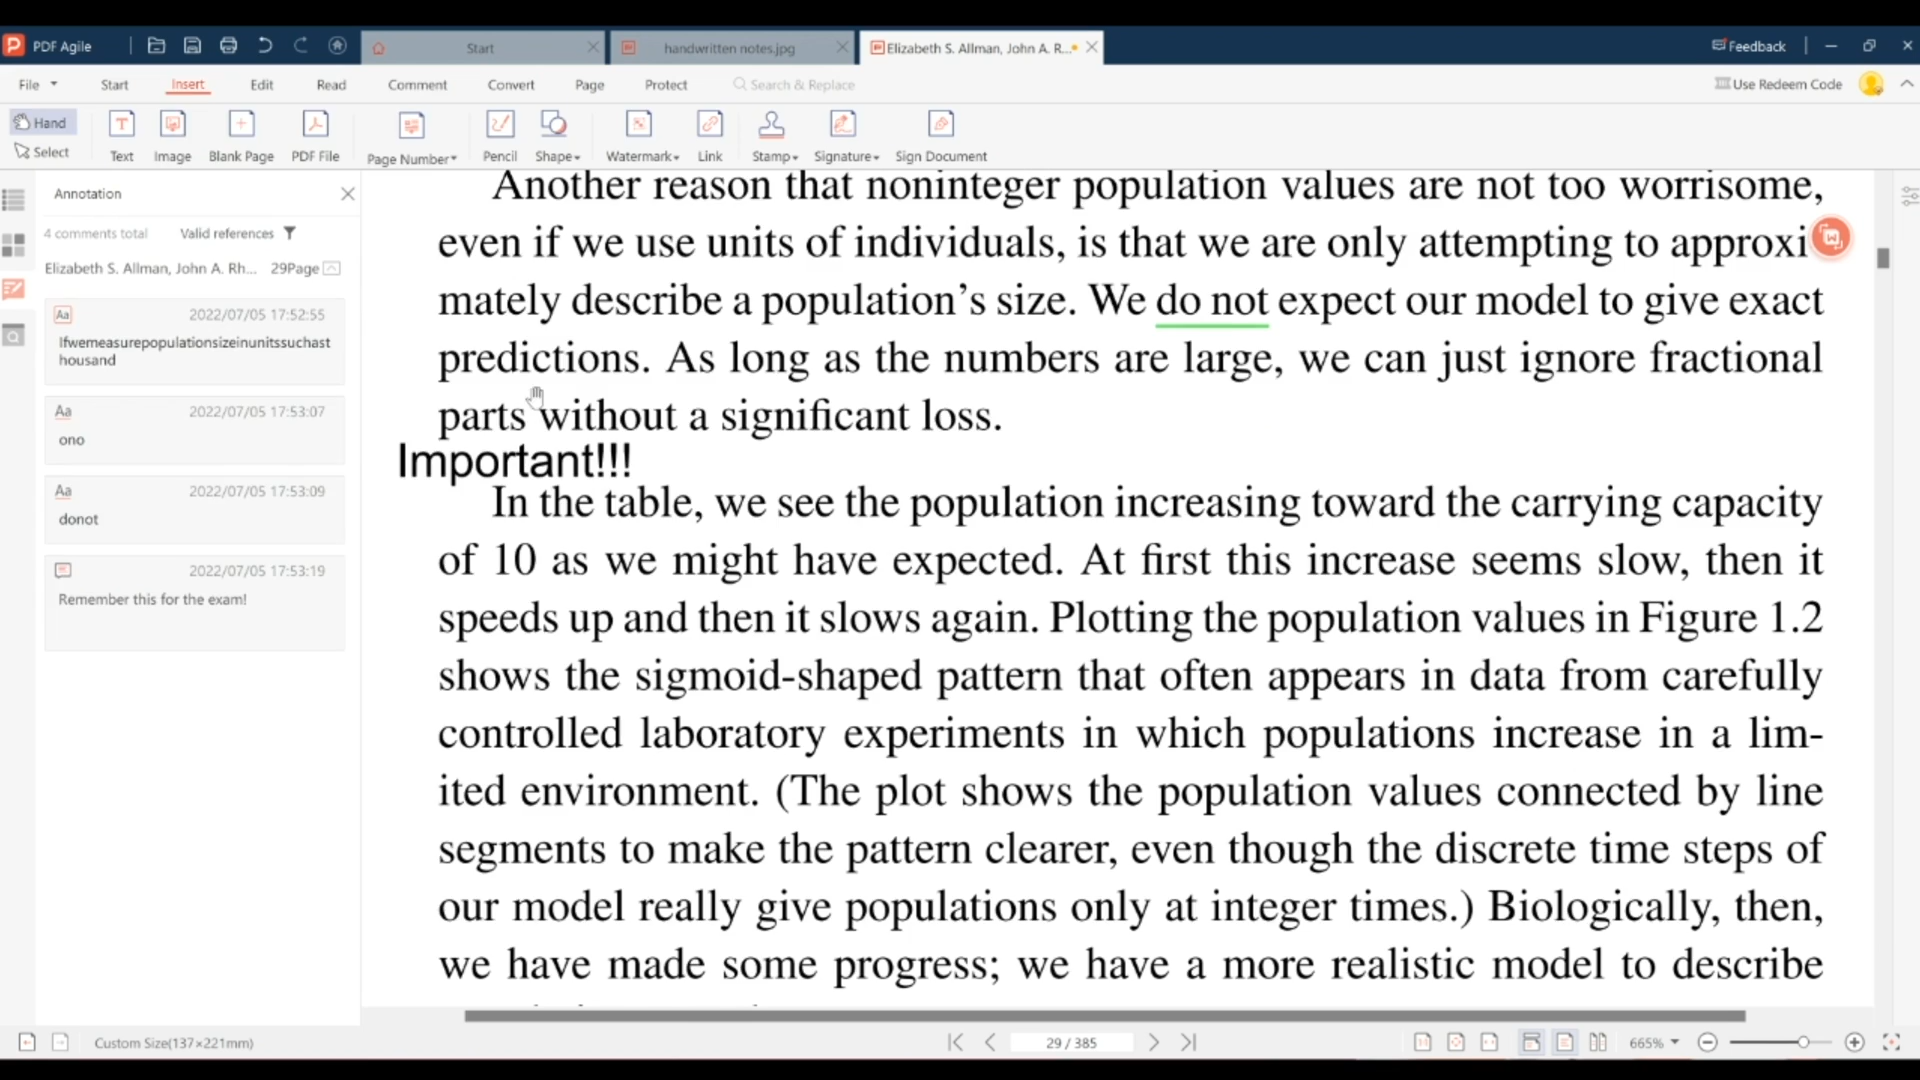 PDF Agile
Start
handwritten notes.jpg
Elizabeth S. Allman, John A. R...
Feedback
File Start Insert Edit Read Comment Convert Page Protect Search & Replace Use Redeem Code
Hand
Select
Text Image Blank Page PDF File Page Number Pencil Shape Watermark Link Stamp Signature Sign Document
Annotation
4 comments total Valid references
Elizabeth S. Allman, John A. Rh... 29Page
Aa 2022/07/05 17:52:55
Ifwemeasurepopulationsizeinunitssuchast
housand
Aa 2022/07/05 17:53:07
ono
Aa 2022/07/05 17:53:09
donot
2022/07/05 17:53:19
Remember this for the exam!
Another reason that noninteger population values are not too worrisome,
even if we use units of individuals, is that we are only attempting to approxi
mately describe a population's size. We do not expect our model to give exact
predictions. As long as the numbers are large, we can just ignore fractional
parts without a significant loss.
Important!!!
In the table, we see the population increasing toward the carrying capacity
of 10 as we might have expected. At first this increase seems slow, then it
speeds up and then it slows again. Plotting the population values in Figure 1.2
shows the sigmoid-shaped pattern that often appears in data from carefully
controlled laboratory experiments in which populations increase in a lim-
ited environment. (The plot shows the population values connected by line
segments to make the pattern clearer, even though the discrete time steps of
our model really give populations only at integer times.) Biologically, then,
we have made some progress; we have a more realistic model to describe
Custom Size(137×221mm)
29 / 385
665%